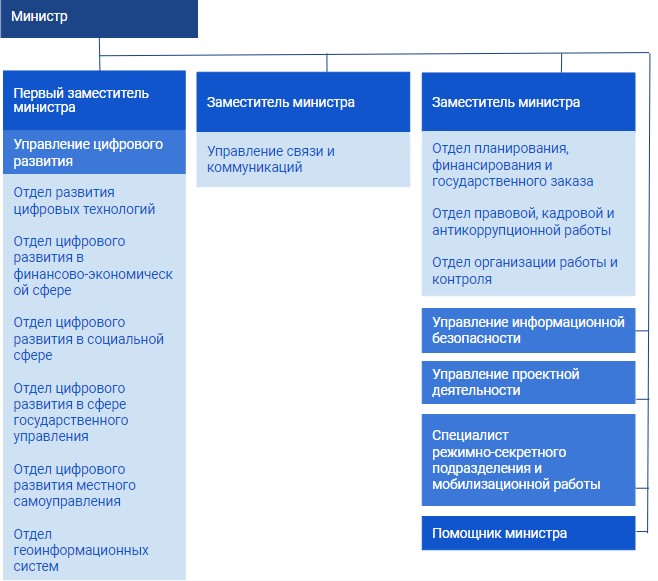 Министр
Первый заместитель
министра
Управление цифрового
развития
Отдел развития
цифровых технологий
Отдел цифрового
развития в
финансово-экономическ
ой сфере
Отдел цифрового
развития в социальной
сфере
Отдел цифрового
развития в сфере
государственного
управления
Отдел цифрового
развития местного
самоуправления
Отдел
геоинформационных
систем
Заместитель министра
Управление связи и
коммуникаций
Заместитель министра
Отдел планирования,
финансирования и
государственного заказа
Отдел правовой, кадровой и
антикоррупционной работы
Отдел организации работы и
контроля
Управление информационной
безопасности
Управление проектной
деятельности
Специалист
режимно-секретного
подразделения и
мобилизационной работы
Помощник министра